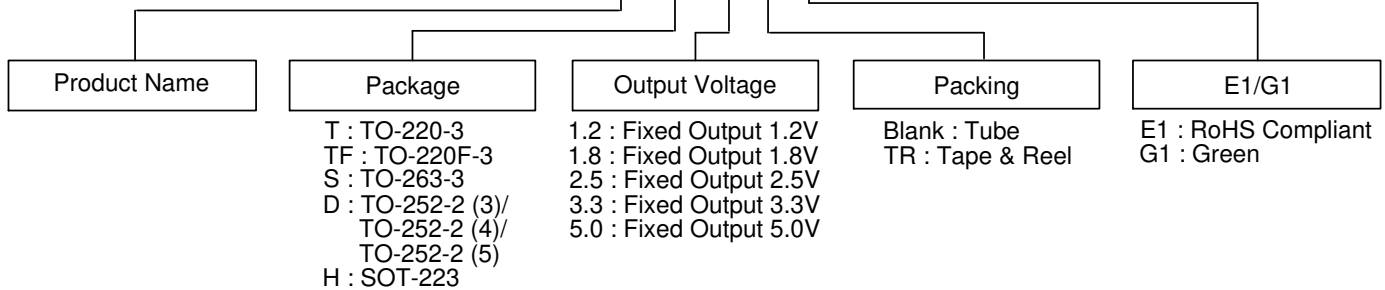 Product Name
Package
T : TO-220-3
TF : TO-220F-3
S : TO-263-3
D : TO-252-2 (3)/
TO-252-2 (4)/
TO-252-2 (5)
H : SOT-223
Output Voltage
1.2 : Fixed Output 1.2V
1.8 : Fixed Output 1.8V
2.5 : Fixed Output 2.5V
3.3 : Fixed Output 3.3V
5.0 : Fixed Output 5.0V
Packing
Blank : Tube
TR : Tape & Reel
E1/G1
E1 : RoHS Compliant
G1 : Green